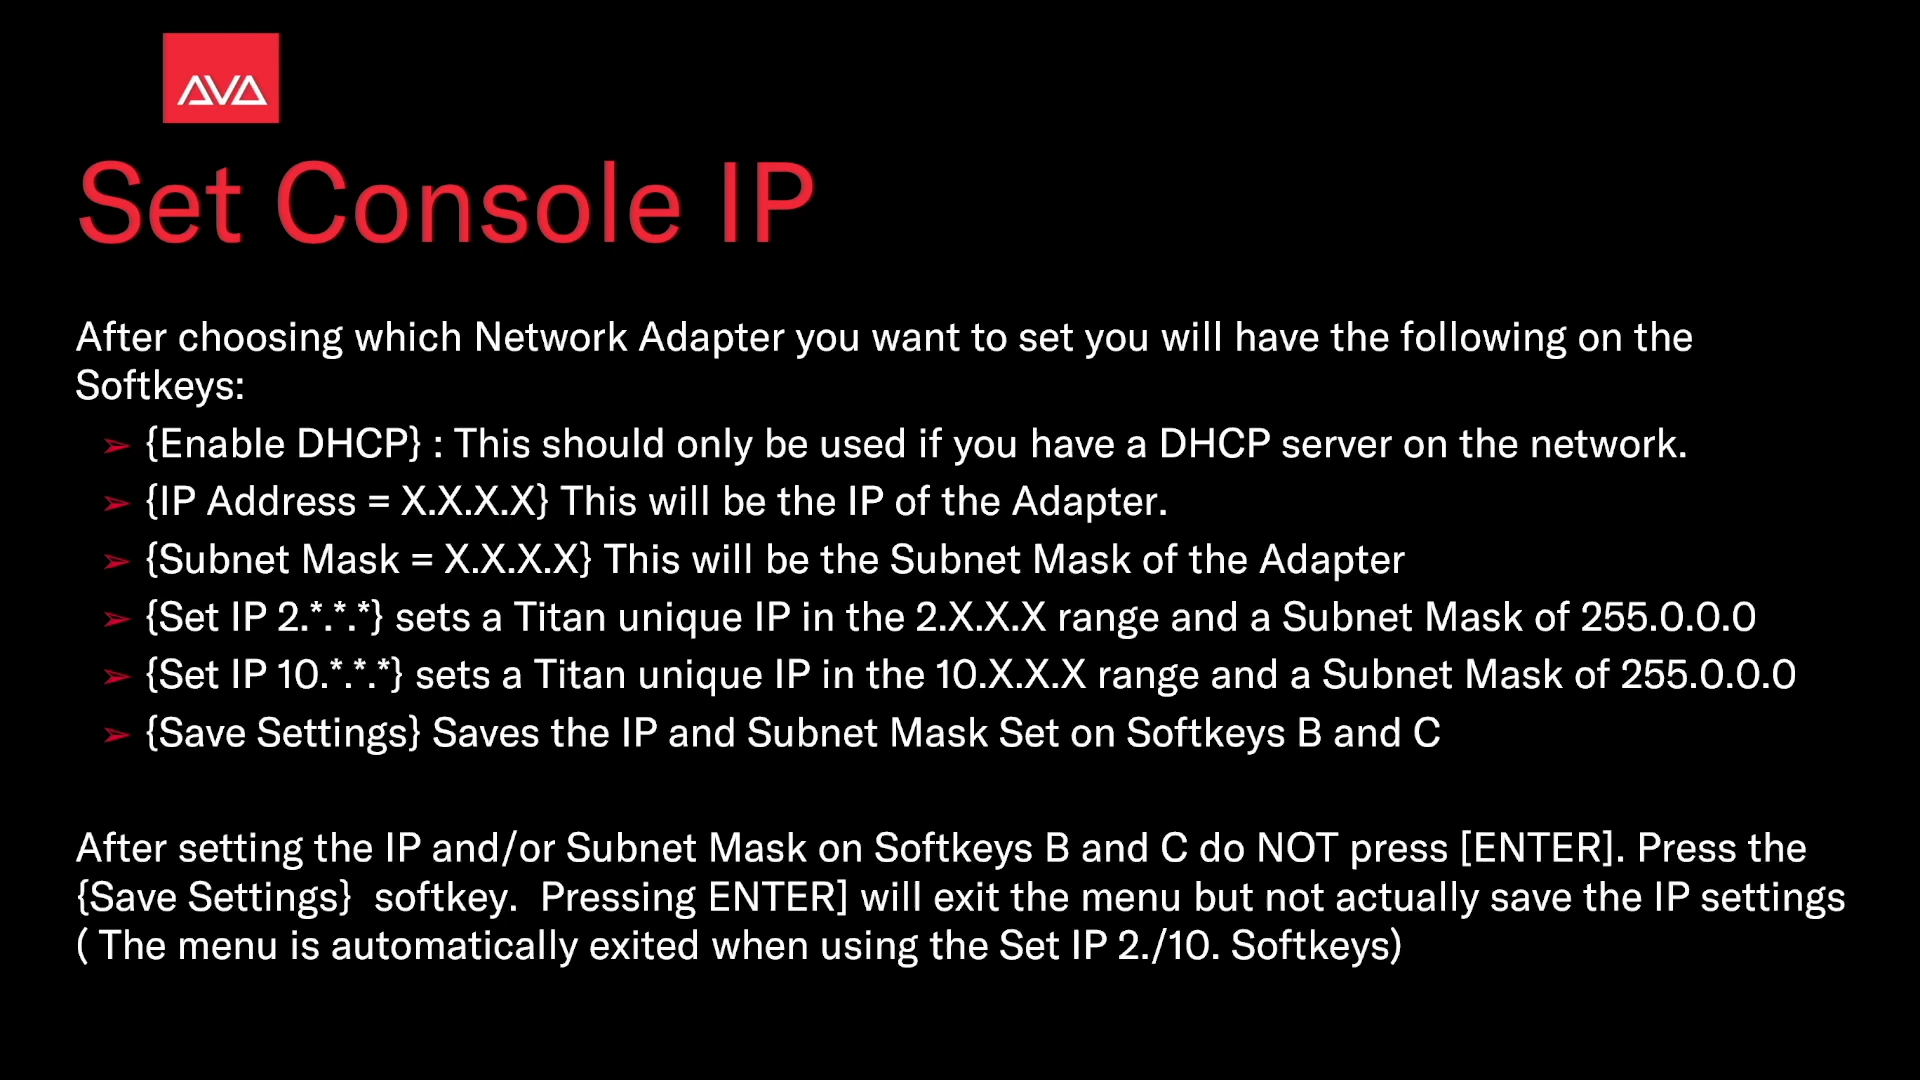 AVA
Set Console IP
After choosing which Network Adapter you want to set you will have the following on the
Softkeys:
➢ {Enable DHCP} : This should only be used if you have a DHCP server on the network.
➢ {IP Address = X.X.X.X} This will be the IP of the Adapter.
➢ {Subnet Mask = X.X.X.X} This will be the Subnet Mask of the Adapter
➢ {Set IP 2.*.*.*} sets a Titan unique IP in the 2.X.X.X range and a Subnet Mask of 255.0.0.0
➢ {Set IP 10.*.*.*} sets a Titan unique IP in the 10.X.X.X range and a Subnet Mask of 255.0.0.0
➢ {Save Settings} Saves the IP and Subnet Mask Set on Softkeys B and C
After setting the IP and/or Subnet Mask on Softkeys B and C do NOT press [ENTER]. Press the
{Save Settings}  softkey.  Pressing ENTER] will exit the menu but not actually save the IP settings
( The menu is automatically exited when using the Set IP 2./10. Softkeys)